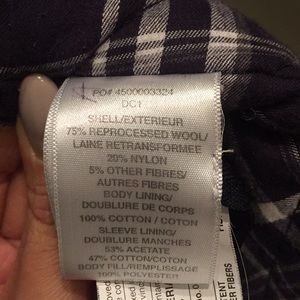 PO# 4500003324
DC1
SHELL/EXTERIEUR
75% REPROCESSED WOOL/
LAINE RETRANSFORMEE
20% NYLON
5% OTHER FIBRES/
AUTRES FIBRES
BODY LINING/
DOUBLURE DE CORPS
100% COTTON / COTON
SLEEVE LINING/
DOUBLURE MANCHES
53% ACETATE
47% COTTON/COTON
BODY FILL/REMPLISSAGE
100% POLYESTER